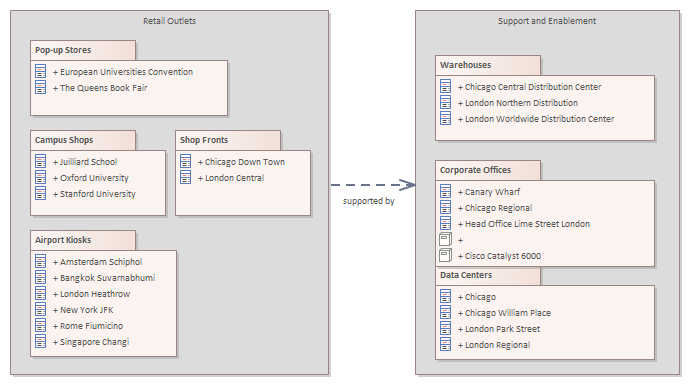 Retail Outlets
Pop-up Stores
+ European Universities Convention
+ The Queens Book Fair
Campus Shops
+ Juilliard School
+ Oxford University
+ Stanford University
Shop Fronts
+ Chicago Down Town
+ London Central
Airport Kiosks
+ Amsterdam Schiphol
+ Bangkok Suvarnabhumi
+ London Heathrow
+ New York JFK
+ Rome Fiumicino
+ Singapore Changi
supported by
Support and Enablement
Warehouses
+ Chicago Central Distribution Center
+ London Northern Distribution
+ London Worldwide Distribution Center
Corporate Offices
+ Canary Wharf
+ Chicago Regional
+ Head Office Lime Street London
+
+ Cisco Catalyst 6000
Data Centers
+ Chicago
+ Chicago William Place
+ London Park Street
+ London Regional